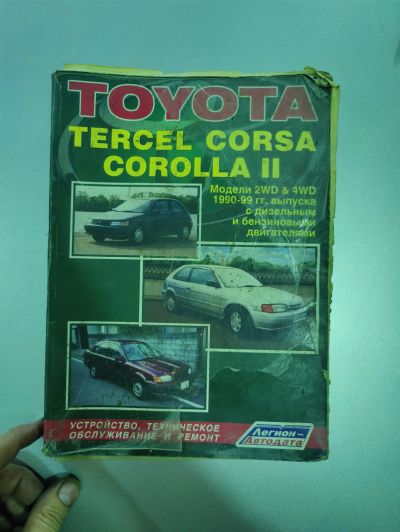 TOYOTA
TERCEL CORSA
COROLLA II
Модели 2WD & 4WD
1990-99 гг. выпуска
с дизельным
и бензиновыми
двигателями
УСТРОЙСТВО, ТЕХНИЧЕСКОЕ
ОБСЛУЖИВАНИЕ И РЕМОНТ
Легион-
Автодата